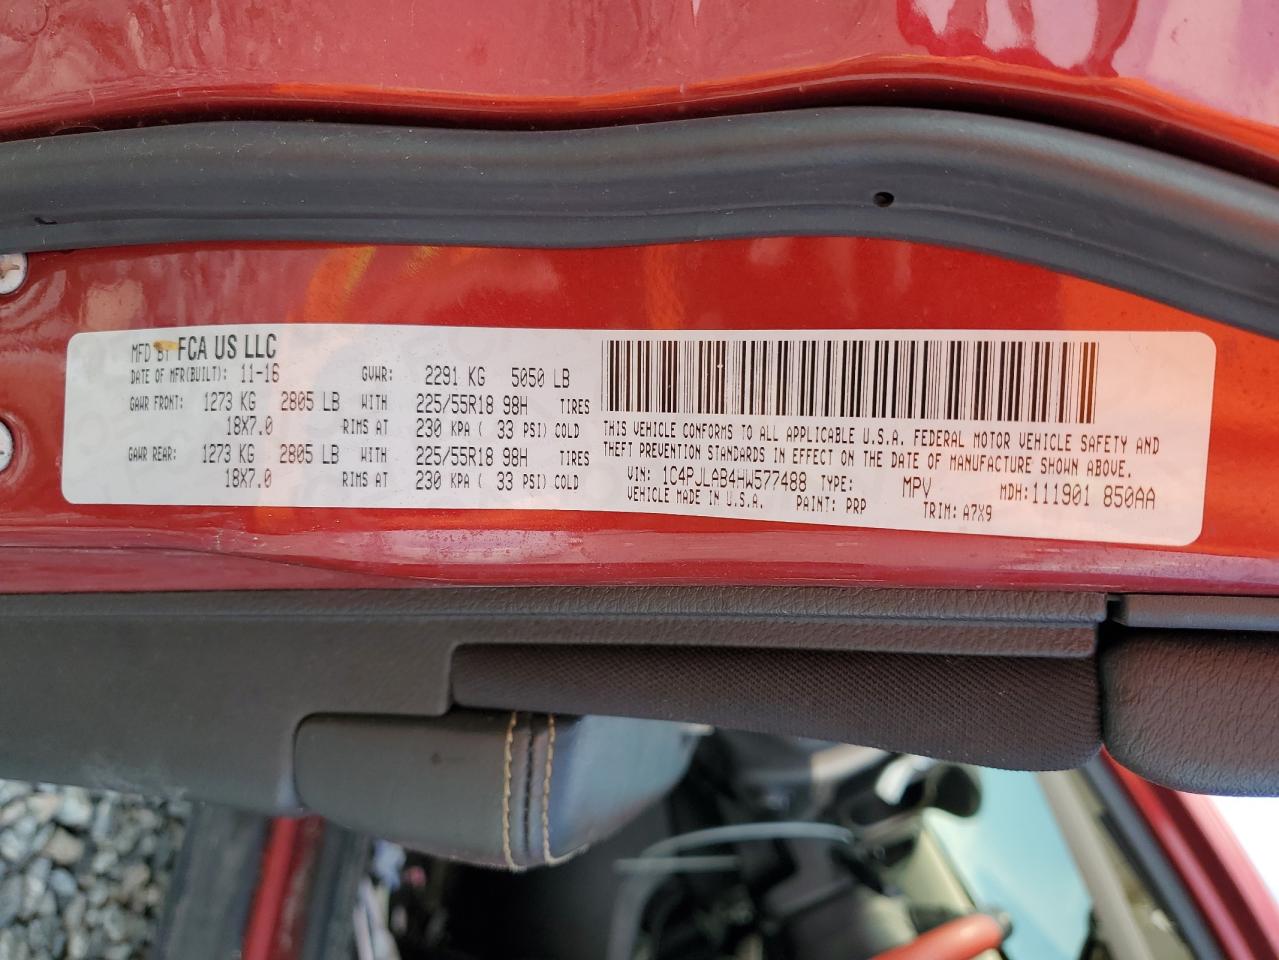 MFD BY FCA US LLC
DATE OF MFR(BUILT): 11-16 GVWR: 2291 KG 5050 LB
GAWR FRONT: 1273 KG 2805 LB WITH 225/55R18 98H TIRES
18X7.0 RIMS AT 230 KPA ( 33 PSI) COLD
GAWR REAR: 1273 KG 2805 LB WITH 225/55R18 98H TIRES
18X7.0 RIMS AT 230 KPA ( 33 PSI) COLD
THIS VEHICLE CONFORMS TO ALL APPLICABLE U.S.A. FEDERAL MOTOR VEHICLE SAFETY AND
THEFT PREVENTION STANDARDS IN EFFECT ON THE DATE OF MANUFACTURE SHOWN ABOVE.
VIN: 1C4PJLAB4HW577488 TYPE: MPV MDH: 111901 850AA
VEHICLE MADE IN U.S.A. PAINT: PRP TRIM: A7X9